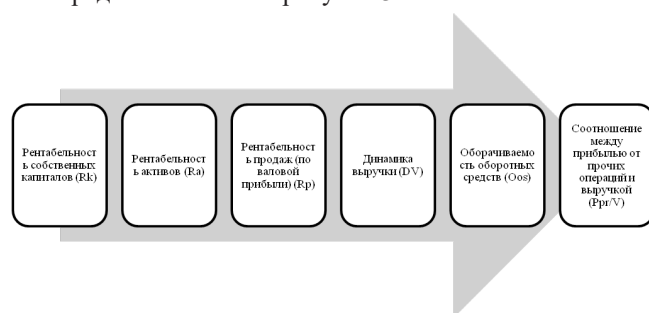 Рентабельност
ь собственных
капиталов (Rk)
Рентабельност
ь активов (Ra)
Рентабельност
ь продаж (по
валовой
прибыли) (Rp)
Динамика
выручки (DV)
Оборачиваемо
сть оборотных
средств (Oos)
Соотношение
между
прибылью от
прочих
операций и
выручкой
(Ppr/V)